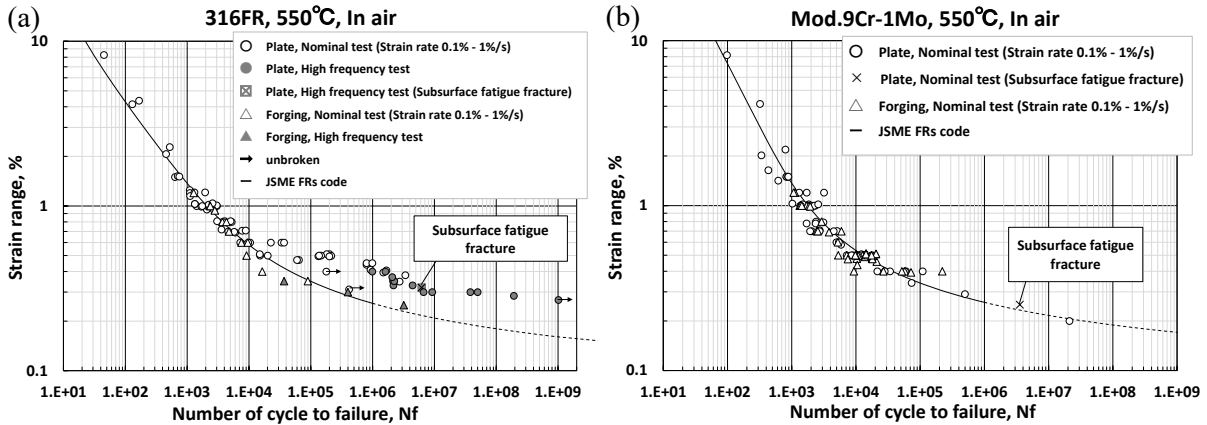 (a)
316FR, 550℃, In air
Plate, Nominal test (Strain rate 0.1% - 1%/s)
Plate, High frequency test
Plate, High frequency test (Subsurface fatigue fracture)
Forging, Nominal test (Strain rate 0.1% - 1%/s)
Forging, High frequency test
unbroken
JSME FRs code
Subsurface fatigue
fracture
Strain range, %
10
1
0.1
1.E+01 1.E+02 1.E+03 1.E+04 1.E+05 1.E+06 1.E+07 1.E+08 1.E+09
Number of cycle to failure, Nf
(b)
Mod.9Cr-1Mo, 550℃, In air
Plate, Nominal test (Strain rate 0.1% - 1%/s)
Plate, Nominal test (Subsurface fatigue fracture)
Forging, Nominal test (Strain rate 0.1% - 1%/s)
JSME FRs code
Subsurface fatigue
fracture
Strain range, %
10
1
0.1
1.E+01 1.E+02 1.E+03 1.E+04 1.E+05 1.E+06 1.E+07 1.E+08 1.E+09
Number of cycle to failure, Nf